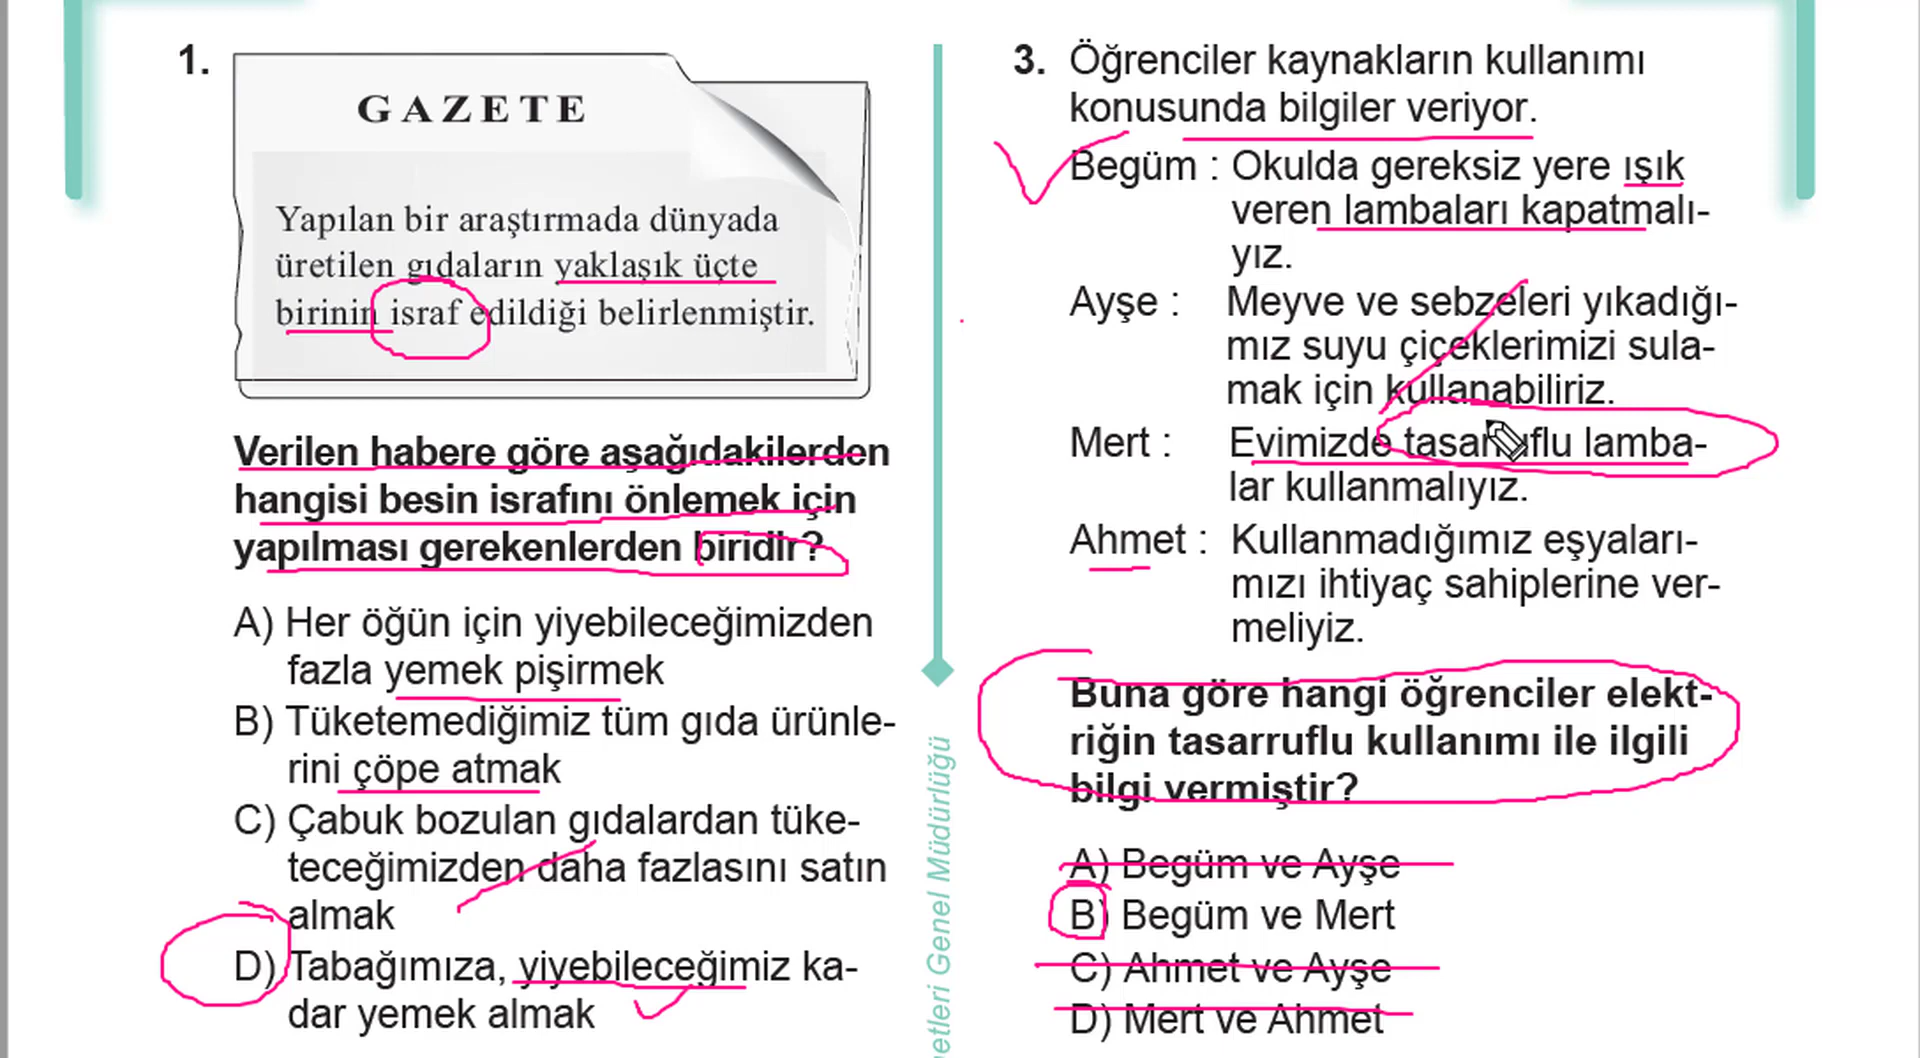 1.
GAZETE
Yapılan bir araştırmada dünyada
üretilen gıdaların yaklaşık üçte
birinin israf edildiği belirlenmiştir.
Verilen habere göre aşağıdakilerden
hangisi besin israfını önlemek için
yapılması gerekenlerden biridir?
A) Her öğün için yiyebileceğimizden
fazla yemek pişirmek
B) Tüketemediğimiz tüm gıda ürünle-
rini çöpe atmak
C) Çabuk bozulan gıdalardan tüke-
teceğimizden daha fazlasını satın
almak
D) Tabağımıza, yiyebileceğimiz ka-
dar yemek almak
etleri Genel Müdürlüğü
3. Öğrenciler kaynakların kullanımı
konusunda bilgiler veriyor.
Begüm : Okulda gereksiz yere ışık
veren lambaları kapatmalı-
yız.
Ayşe : Meyve ve sebzeleri yıkadığı-
mız suyu çiçeklerimizi sula-
mak için kullanabiliriz.
Mert : Evimizde tasarruflu lamba-
lar kullanmalıyız.
Ahmet : Kullanmadığımız eşyaları-
mızı ihtiyaç sahiplerine ver-
meliyiz.
Buna göre hangi öğrenciler elekt-
riğin tasarruflu kullanımı ile ilgili
bilgi vermiştir?
A) Begüm ve Ayşe
B) Begüm ve Mert
C) Ahmet ve Ayşe
D) Mert ve Ahmet